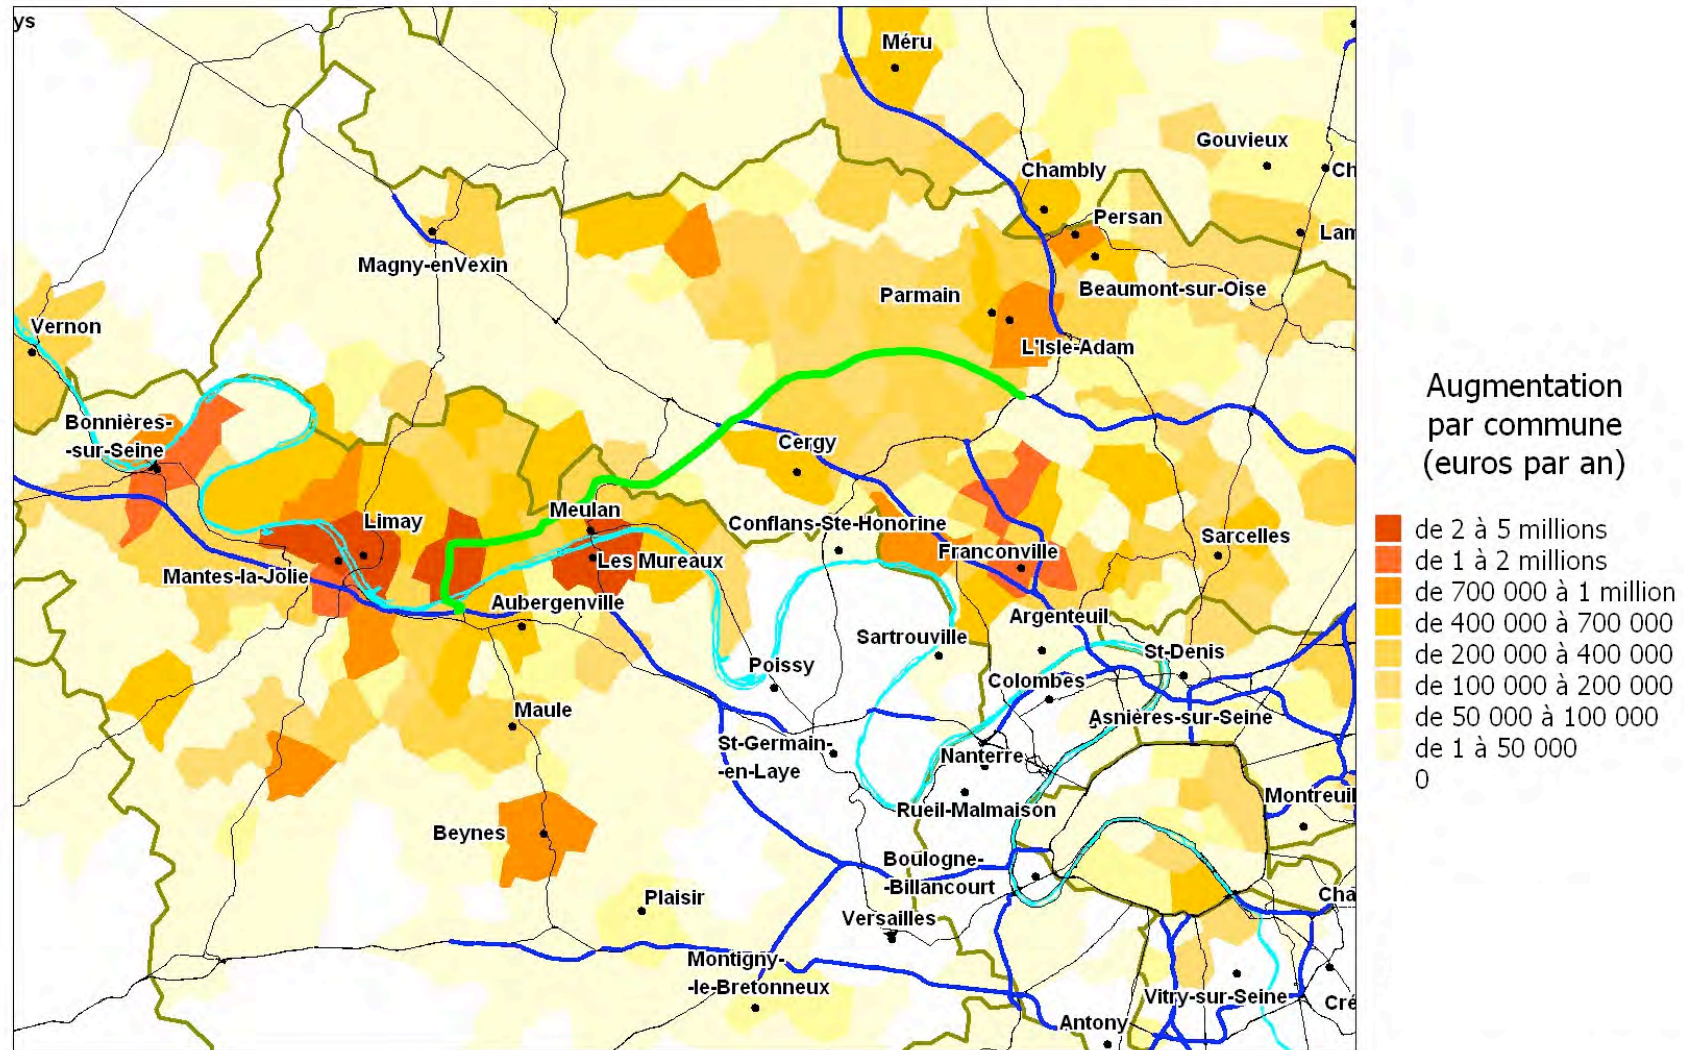 ys
Méru
Gouvieux
Chambly
Ch
Persan
Lam
Magny-enVexin
Parmain
Beaumont-sur-Oise
Vernon
L'Isle-Adam
Augmentation
par commune
(euros par an)
Bonnières-
-sur-Seine
Cergy
Limay
Meulan
Conflans-Ste-Honorine
Franconville
Sarcelles
Mantes-la-Jolie
Les Mureaux
Aubergenville
Argenteuil
Sartrouville
St-Denis
Poissy
Colombes
Maule
Asnières-sur-Seine
St-Germain-
-en-Laye
Nanterre
Rueil-Malmaison
Montreuil
Beynes
Boulogne-
-Billancourt
Plaisir
Cha
Versailles
Montigny-
-le-Bretonneux
Vitry-sur-Seine
Cré
Antony
de 2 à 5 millions
de 1 à 2 millions
de 700 000 à 1 million
de 400 000 à 700 000
de 200 000 à 400 000
de 100 000 à 200 000
de 50 000 à 100 000
de 1 à 50 000
0